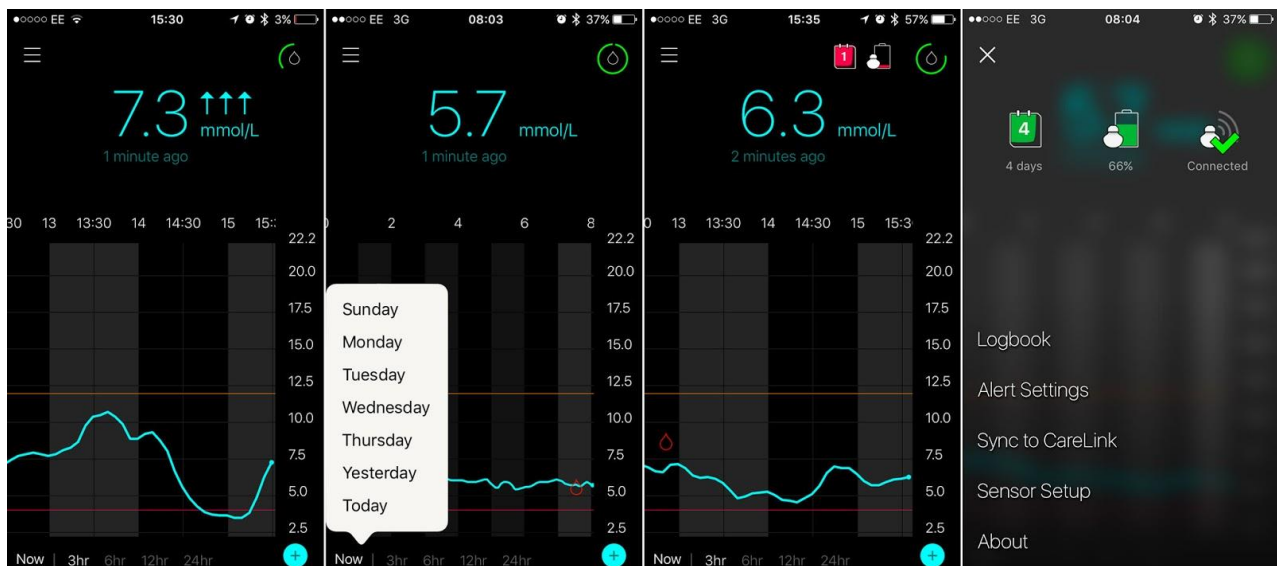 ●○○○○ EE 15:30 3%
7.3 mmol/L
1 minute ago
30 13 13:30 14 14:30 15 15::
22.2
20.0
17.5
15.0
12.5
10.0
7.5
5.0
2.5
Now | 3hr 6hr 12hr 24hr
●●○○○ EE 3G 08:03 37%
5.7 mmol/L
1 minute ago
2 4 6 8
22.2
20.0
17.5
15.0
12.5
10.0
7.5
5.0
2.5
Sunday
Monday
Tuesday
Wednesday
Thursday
Yesterday
Today
Now | 3hr 6hr 12hr 24hr
●○○○○ EE 3G 15:35 57%
1
6.3 mmol/L
2 minutes ago
0 13 13:30 14 14:30 15 15:3
22.2
20.0
17.5
15.0
12.5
10.0
7.5
5.0
2.5
Now | 3hr 6hr 12hr 24hr
●●○○○ EE 3G 08:04 37%
4
4 days 66% Connected
Logbook
Alert Settings
Sync to CareLink
Sensor Setup
About